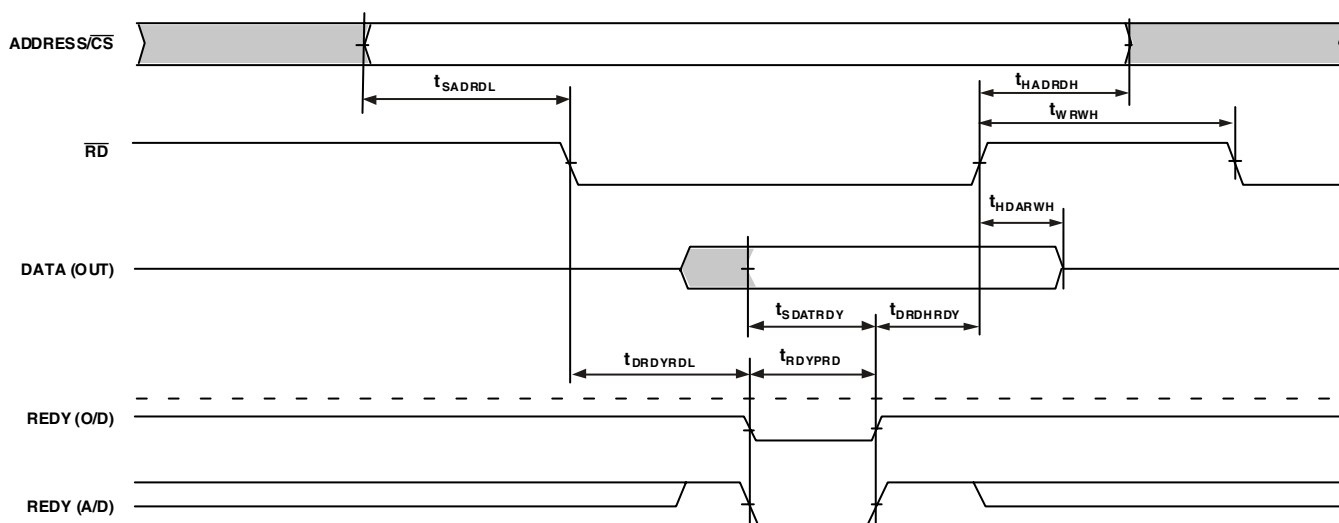 ADDRESS/CS
tSADRDL
tHADRDH
tWRWH
RD
tHDARWH
DATA (OUT)
tSDATRDY
tDRDHRDY
tDRDYRDL
tRDYPRD
REDY (O/D)
REDY (A/D)